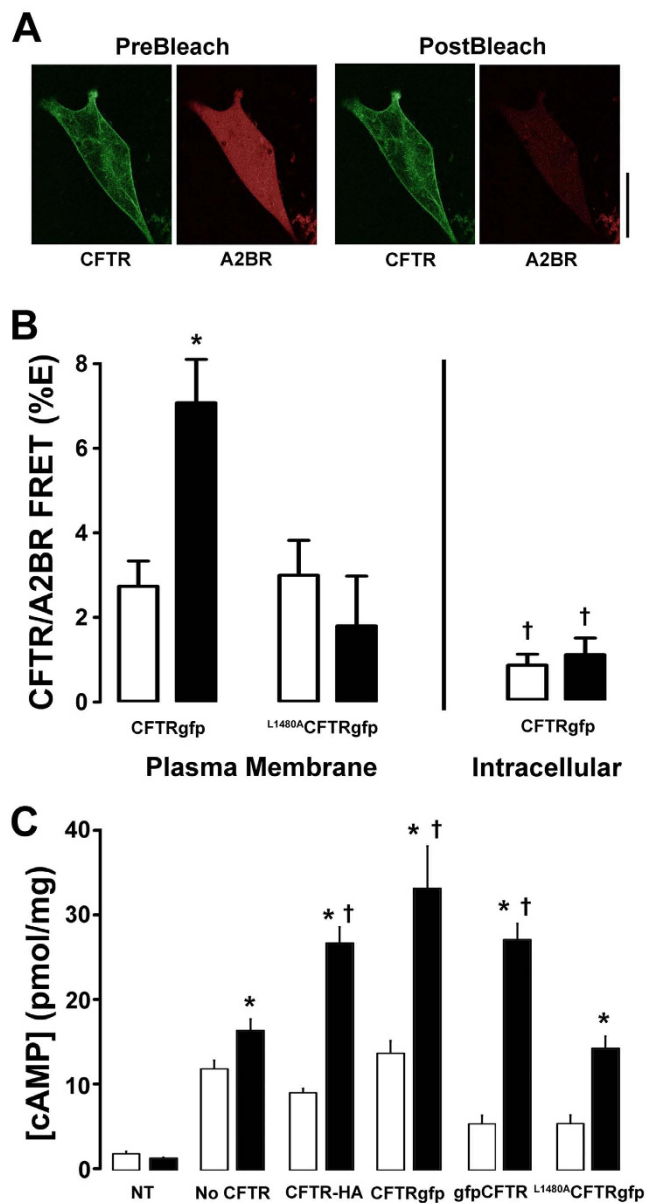 A
PreBleach PostBleach
CFTR A2BR CFTR A2BR
B
CFTR/A2BR FRET (%E)
8
6
4
2
0
*
† †
CFTRgfp L1480ACFTRgfp CFTRgfp
Plasma Membrane Intracellular
C
[cAMP] (pmol/mg)
40
30
20
10
0
* * † * † * † *
NT No CFTR CFTR-HA CFTRgfp gfpCFTR L1480ACFTRgfp